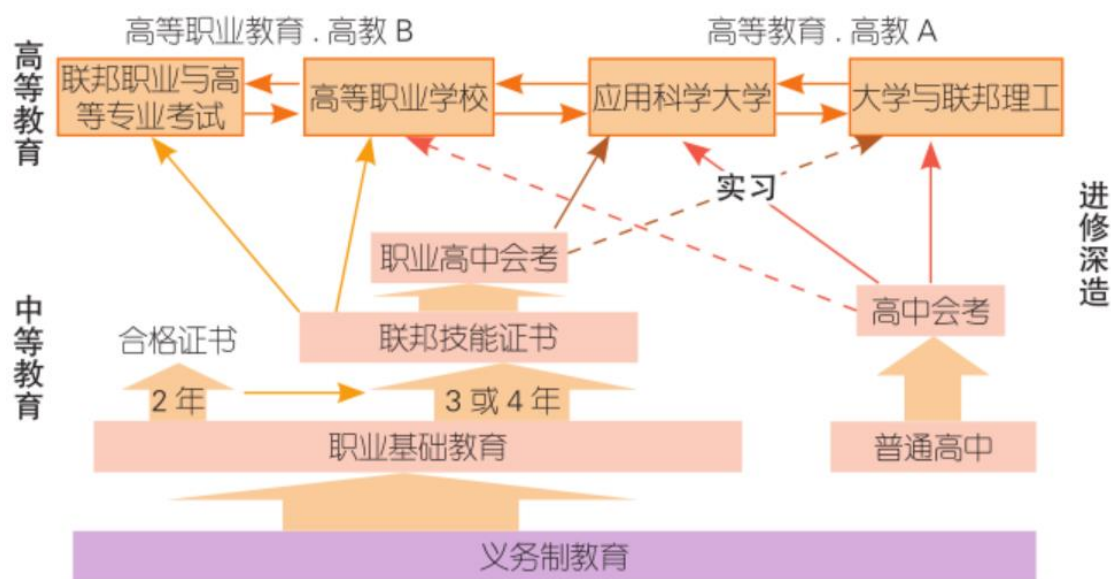 高等职业教育 . 高教 B
高等教育 . 高教 A
高等教育
联邦职业与高
等专业考试
高等职业学校
应用科学大学
大学与联邦理工
实习
进修深造
职业高中会考
中等教育
高中会考
合格证书
联邦技能证书
2 年
3 或 4 年
职业基础教育
普通高中
义务制教育